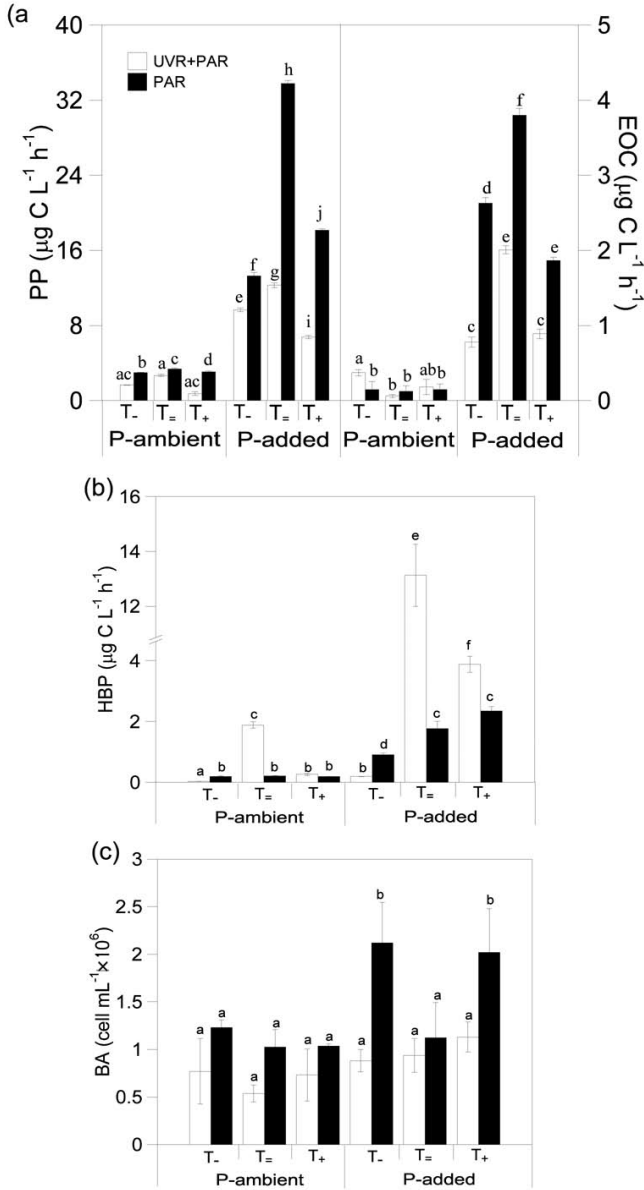 (a)
40 5
UVR+PAR
PAR
h
32 f 4
d
24 3
j
PP (µg C L⁻¹ h⁻¹)
EOC (µg C L⁻¹ h⁻¹)
16 f g e e 2
e
8 i c c 1
ac b a c ac d a b b b ab b
0 0
T₋ T₌ T₊ T₋ T₌ T₊ T₋ T₌ T₊ T₋ T₌ T₊
P-ambient P-added P-ambient P-added
(b)
16
e
14
12
HBP (µg C L⁻¹ h⁻¹)
4 f
2 c c c
d
0 a b b b b b
T₋ T₌ T₊ T₋ T₌ T₊
P-ambient P-added
(c)
3
2.5 b b
2
BA (cell mL⁻¹×10⁶)
1.5 a a
1 a a a a a a a
0.5 a
0
T₋ T₌ T₊ T₋ T₌ T₊
P-ambient P-added